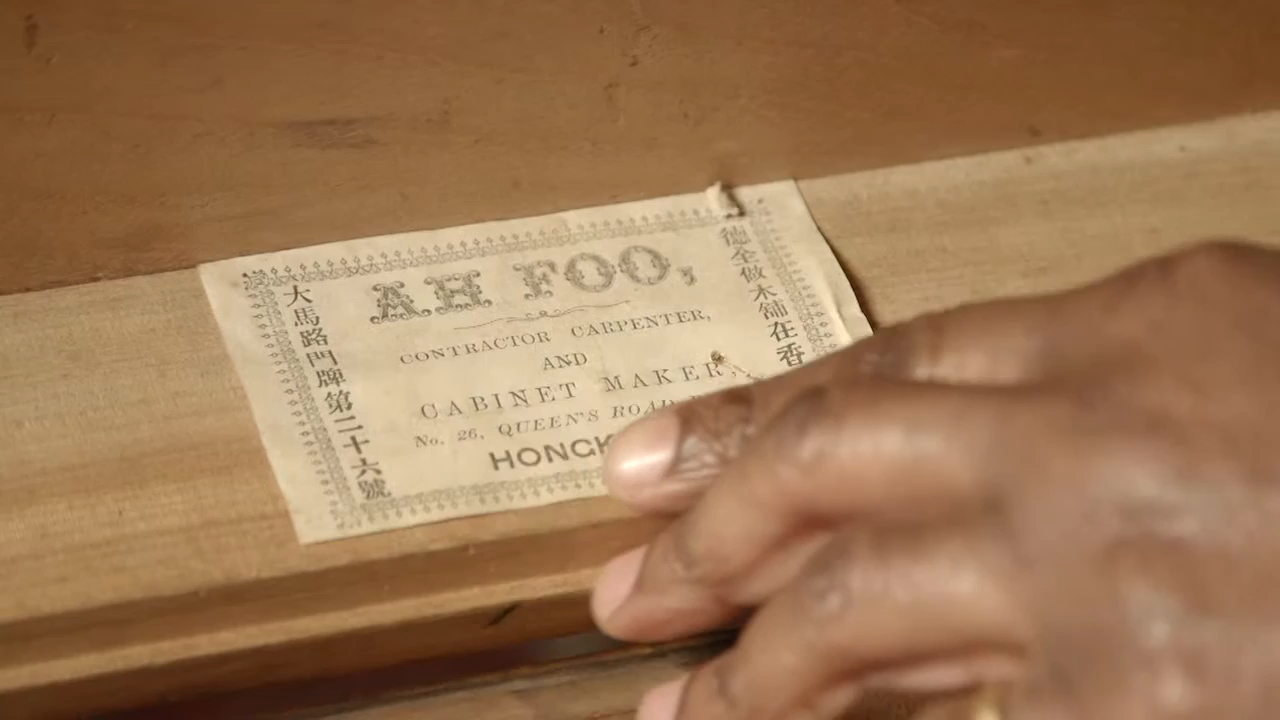 AH FOO,
CONTRACTOR CARPENTER,
AND
CABINET MAKER,
No. 26, QUEEN'S ROAD
德全做木舖在香
大馬路門牌第二十六號